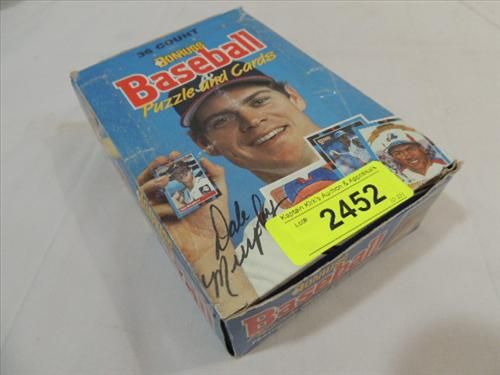 36 COUNT
DONRUSS
Baseball
Puzzle and Cards
Kaptain Kirk's Auction & Appraisals
Lot#
2452
Dale
Murphy
DONRUSS
Baseball